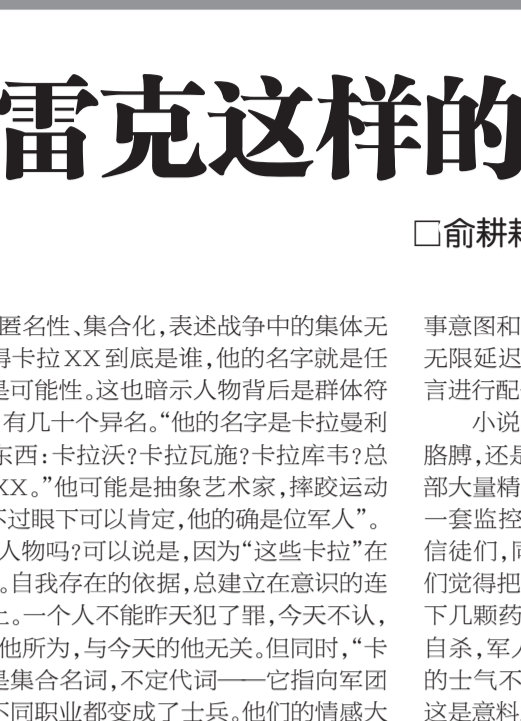 雷克这样的
□俞耕
匿名性、集合化,表述战争中的集体无
得卡拉XX到底是谁,他的名字就是任
是可能性。这也暗示人物背后是群体符
有几十个异名。“他的名字是卡拉曼利
东西:卡拉沃?卡拉瓦施?卡拉库韦?总
XX。”他可能是抽象艺术家,摔跤运动
不过眼下可以肯定,他的确是位军人”。
人物吗?可以说是,因为“这些卡拉”在
。自我存在的依据,总建立在意识的连
上。一个人不能昨天犯了罪,今天不认,
他所为,与今天的他无关。但同时,“卡
是集合名词,不定代词——它指向军团
不同职业都变成了士兵。他们的情感大
事意图和
无限延迟
言进行配
小说
胳膊,还是
部大量精
一套监控
信徒们,同
们觉得把
下几颗药
自杀,军人
的士气不
这是意料